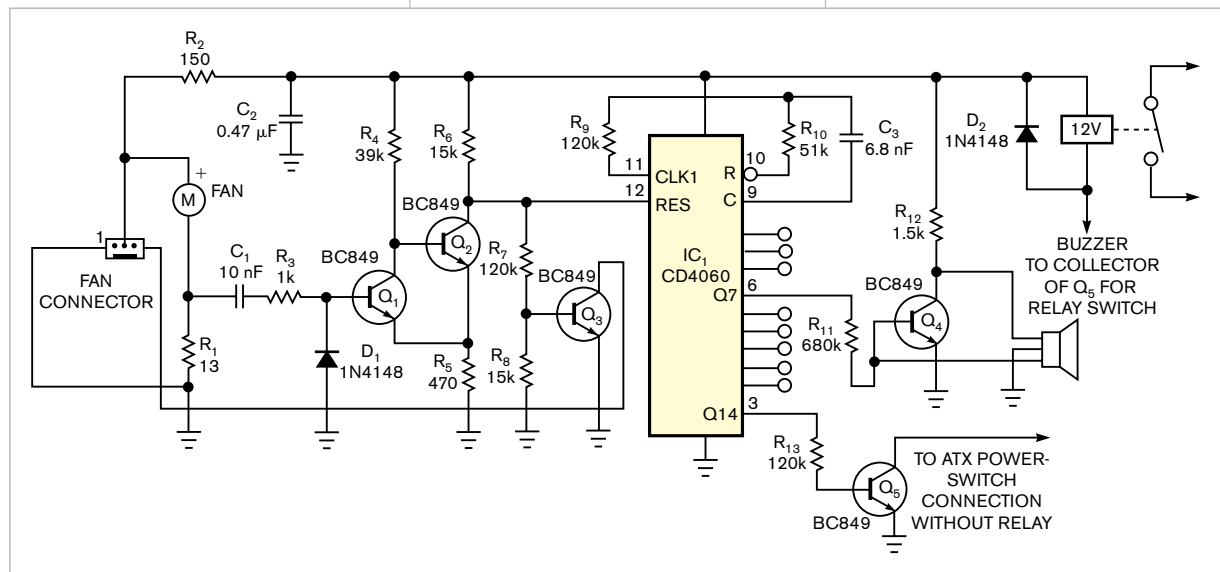 R2
150
C2
0.47 µF
R4
39k
R6
15k
R9
120k
11
12
CLK1
RES
10
R
9
C
R10
51k
C3
6.8 nF
D2
1N4148
12V
+
M
FAN
1
FAN
CONNECTOR
C1
10 nF
R3
1k
BC849
Q1
BC849
Q2
R7
120k
BC849
Q3
IC1
CD4060
6
Q7
R12
1.5k
BC849
Q4
BUZZER
TO COLLECTOR
OF Q5 FOR
RELAY SWITCH
R1
13
D1
1N4148
R5
470
R8
15k
R11
680k
3
Q14
R13
120k
Q5
BC849
TO ATX POWER-
SWITCH
CONNECTION
WITHOUT RELAY